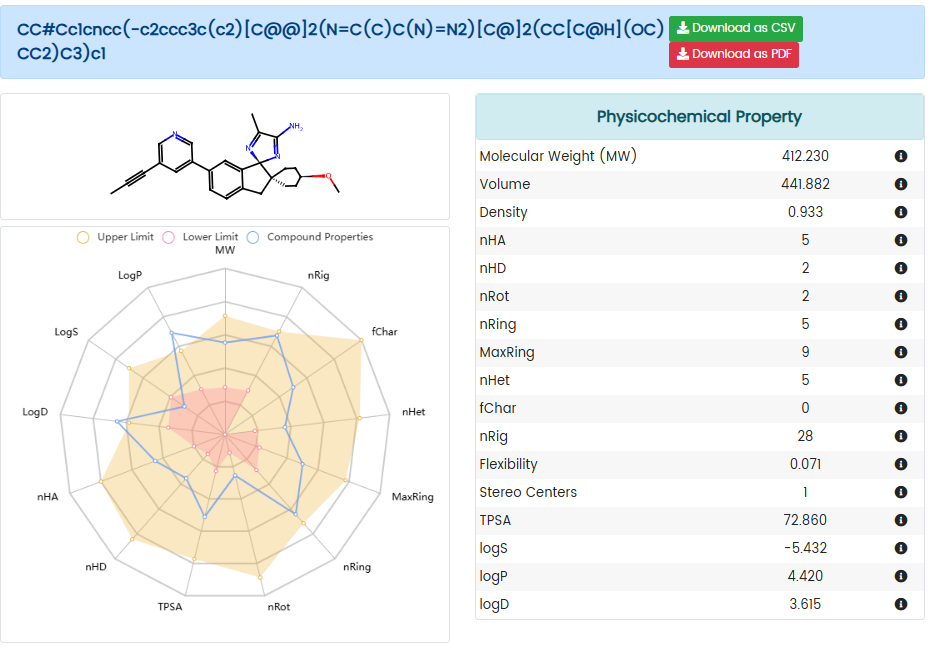 CC#Cc1cncc(-c2ccc3c(c2)[C@@]2(N=C(C)C(N)=N2)[C@]2(CC[C@H](OC)
CC2)C3)c1
Download as CSV
Download as PDF
N
N
N
NH2
O
Upper Limit Lower Limit Compound Properties
MW
nRig
fChar
nHet
MaxRing
nRing
nRot
TPSA
nHD
nHA
LogD
LogS
LogP
Physicochemical Property
Molecular Weight (MW) 412.230
Volume 441.882
Density 0.933
nHA 5
nHD 2
nRot 2
nRing 5
MaxRing 9
nHet 5
fChar 0
nRig 28
Flexibility 0.071
Stereo Centers 1
TPSA 72.860
logS -5.432
logP 4.420
logD 3.615